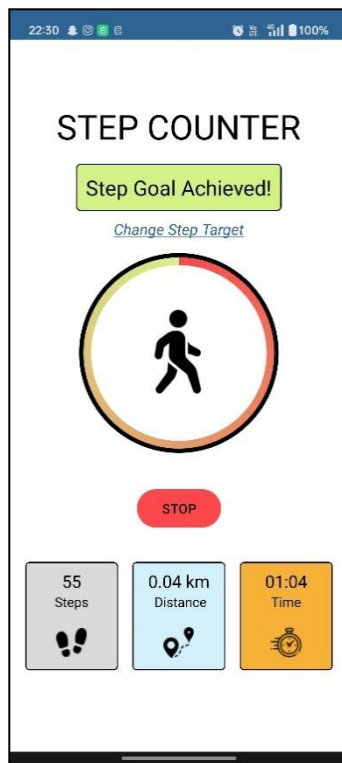 22:30 100%
STEP COUNTER
Step Goal Achieved!
Change Step Target
STOP
55 0.04 km 01:04
Steps Distance Time